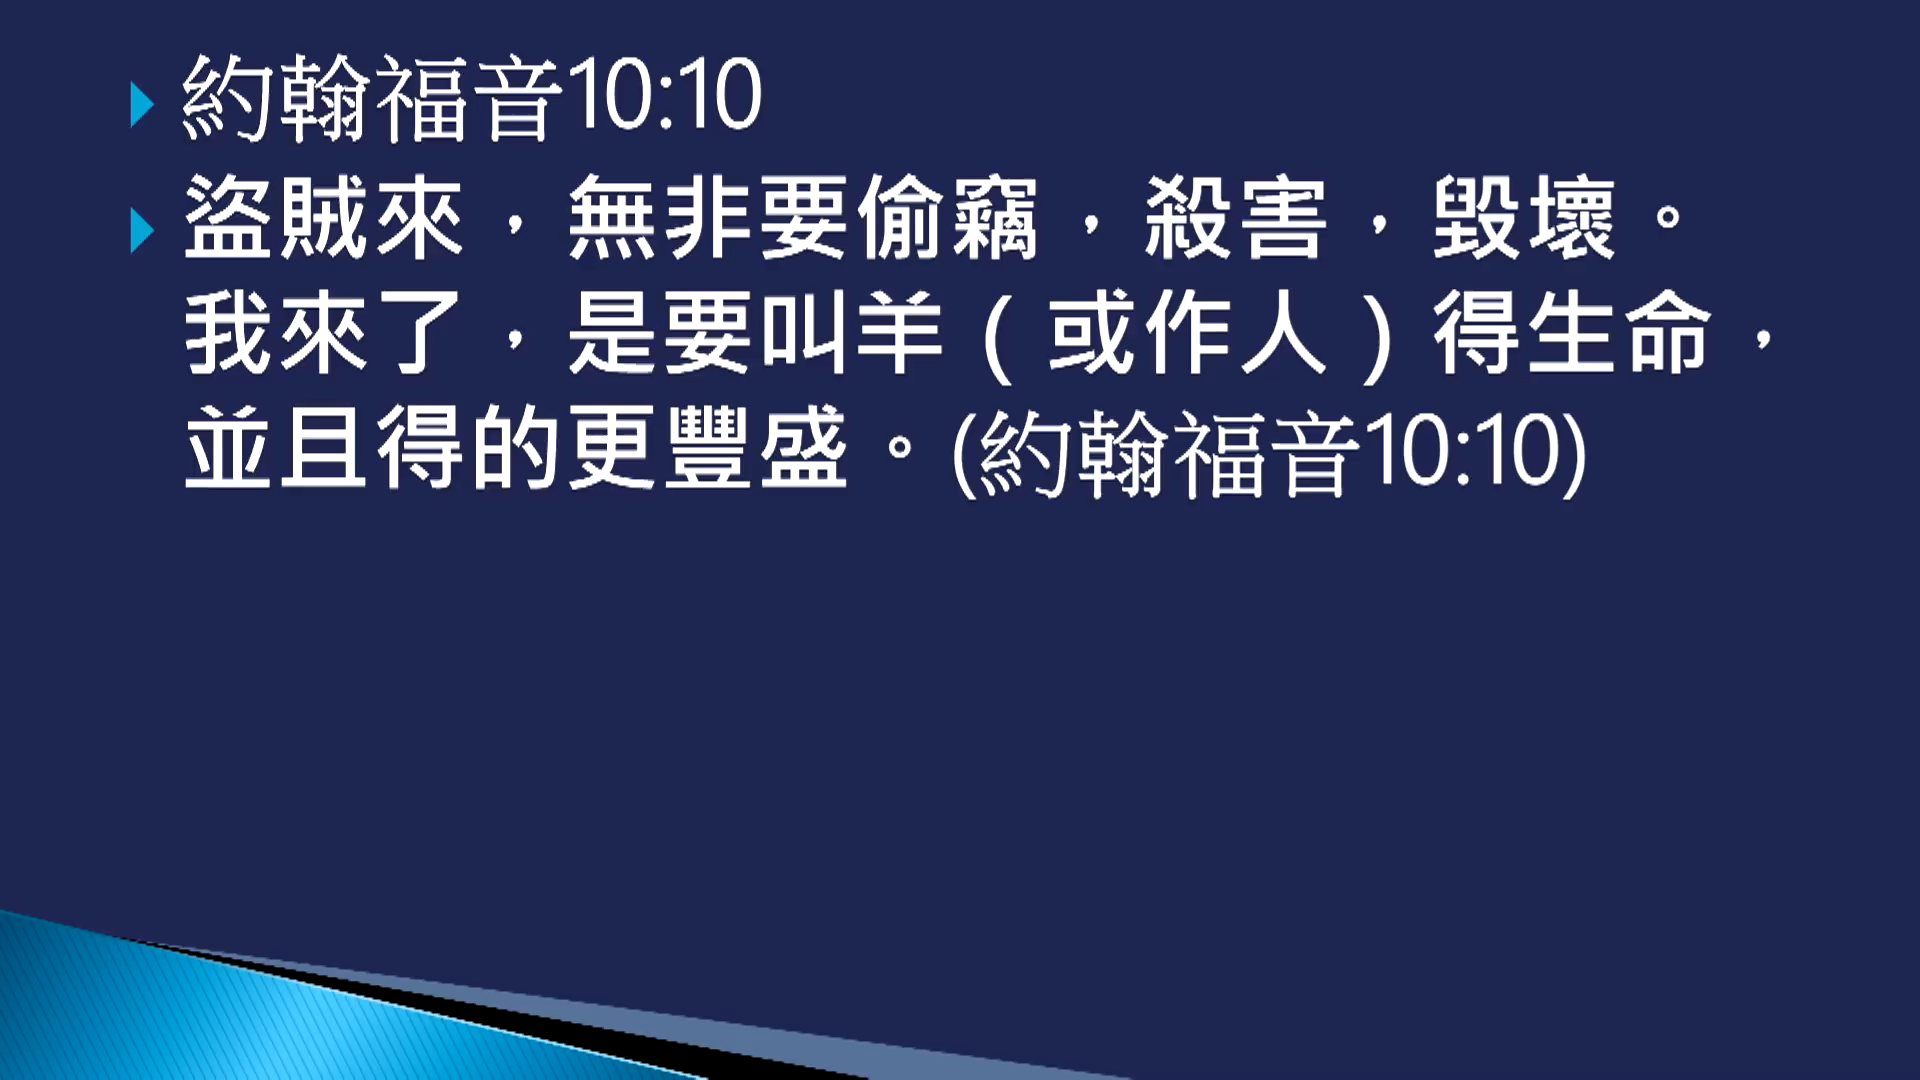 約翰福音10:10
盜賊來，無非要偷竊，殺害，毀壞。
我來了，是要叫羊（或作人）得生命，
並且得的更豐盛。(約翰福音10:10)